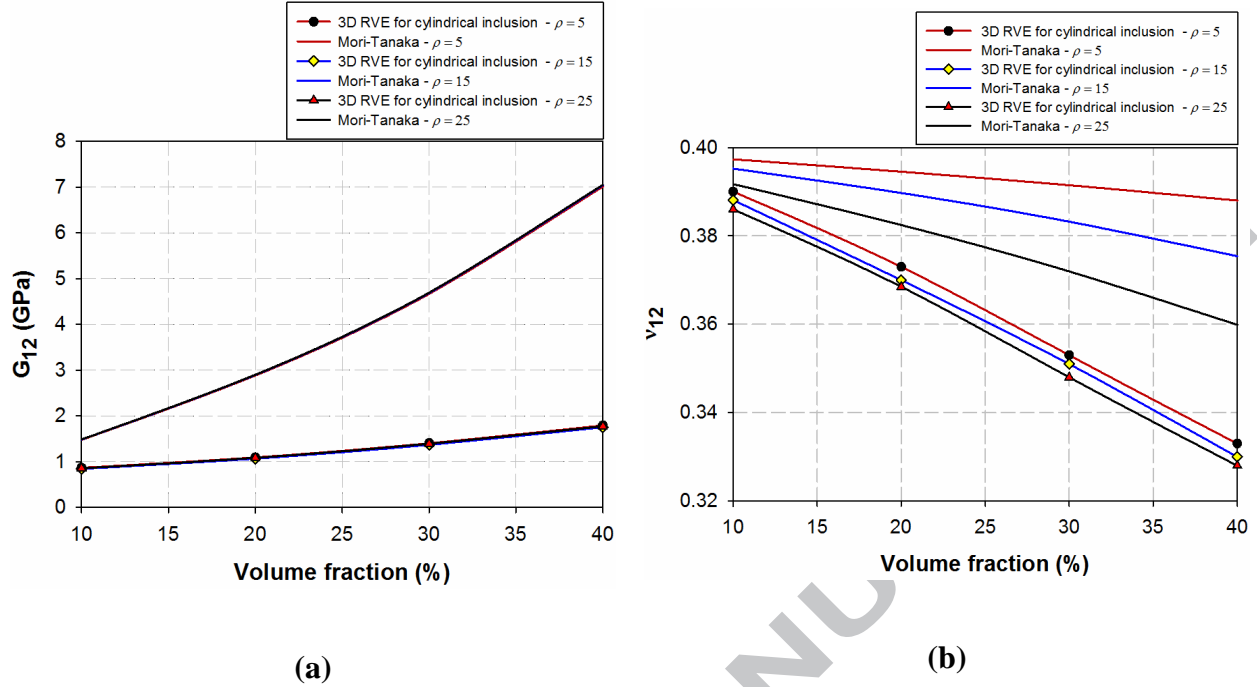 3D RVE for cylindrical inclusion - ρ = 5
Mori-Tanaka - ρ = 5
3D RVE for cylindrical inclusion - ρ = 15
Mori-Tanaka - ρ = 15
3D RVE for cylindrical inclusion - ρ = 25
Mori-Tanaka - ρ = 25
8
7
6
5
4
3
2
1
0
G12 (GPa)
10 15 20 25 30 35 40
Volume fraction (%)
(a)
3D RVE for cylindrical inclusion - ρ = 5
Mori-Tanaka - ρ = 5
3D RVE for cylindrical inclusion - ρ = 15
Mori-Tanaka - ρ = 15
3D RVE for cylindrical inclusion - ρ = 25
Mori-Tanaka - ρ = 25
0.40
0.38
0.36
0.34
0.32
ν12
10 15 20 25 30 35 40
Volume fraction (%)
(b)
NU